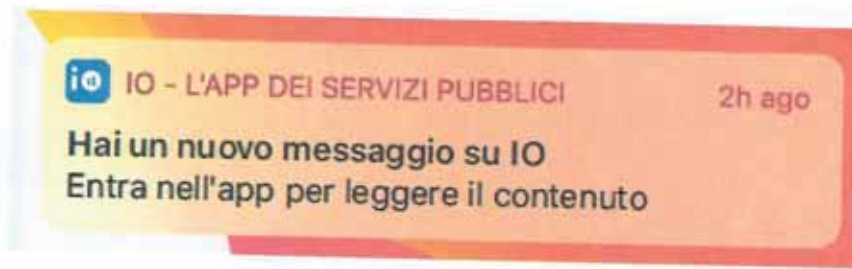 io IO - L'APP DEI SERVIZI PUBBLICI 2h ago
Hai un nuovo messaggio su IO
Entra nell'app per leggere il contenuto